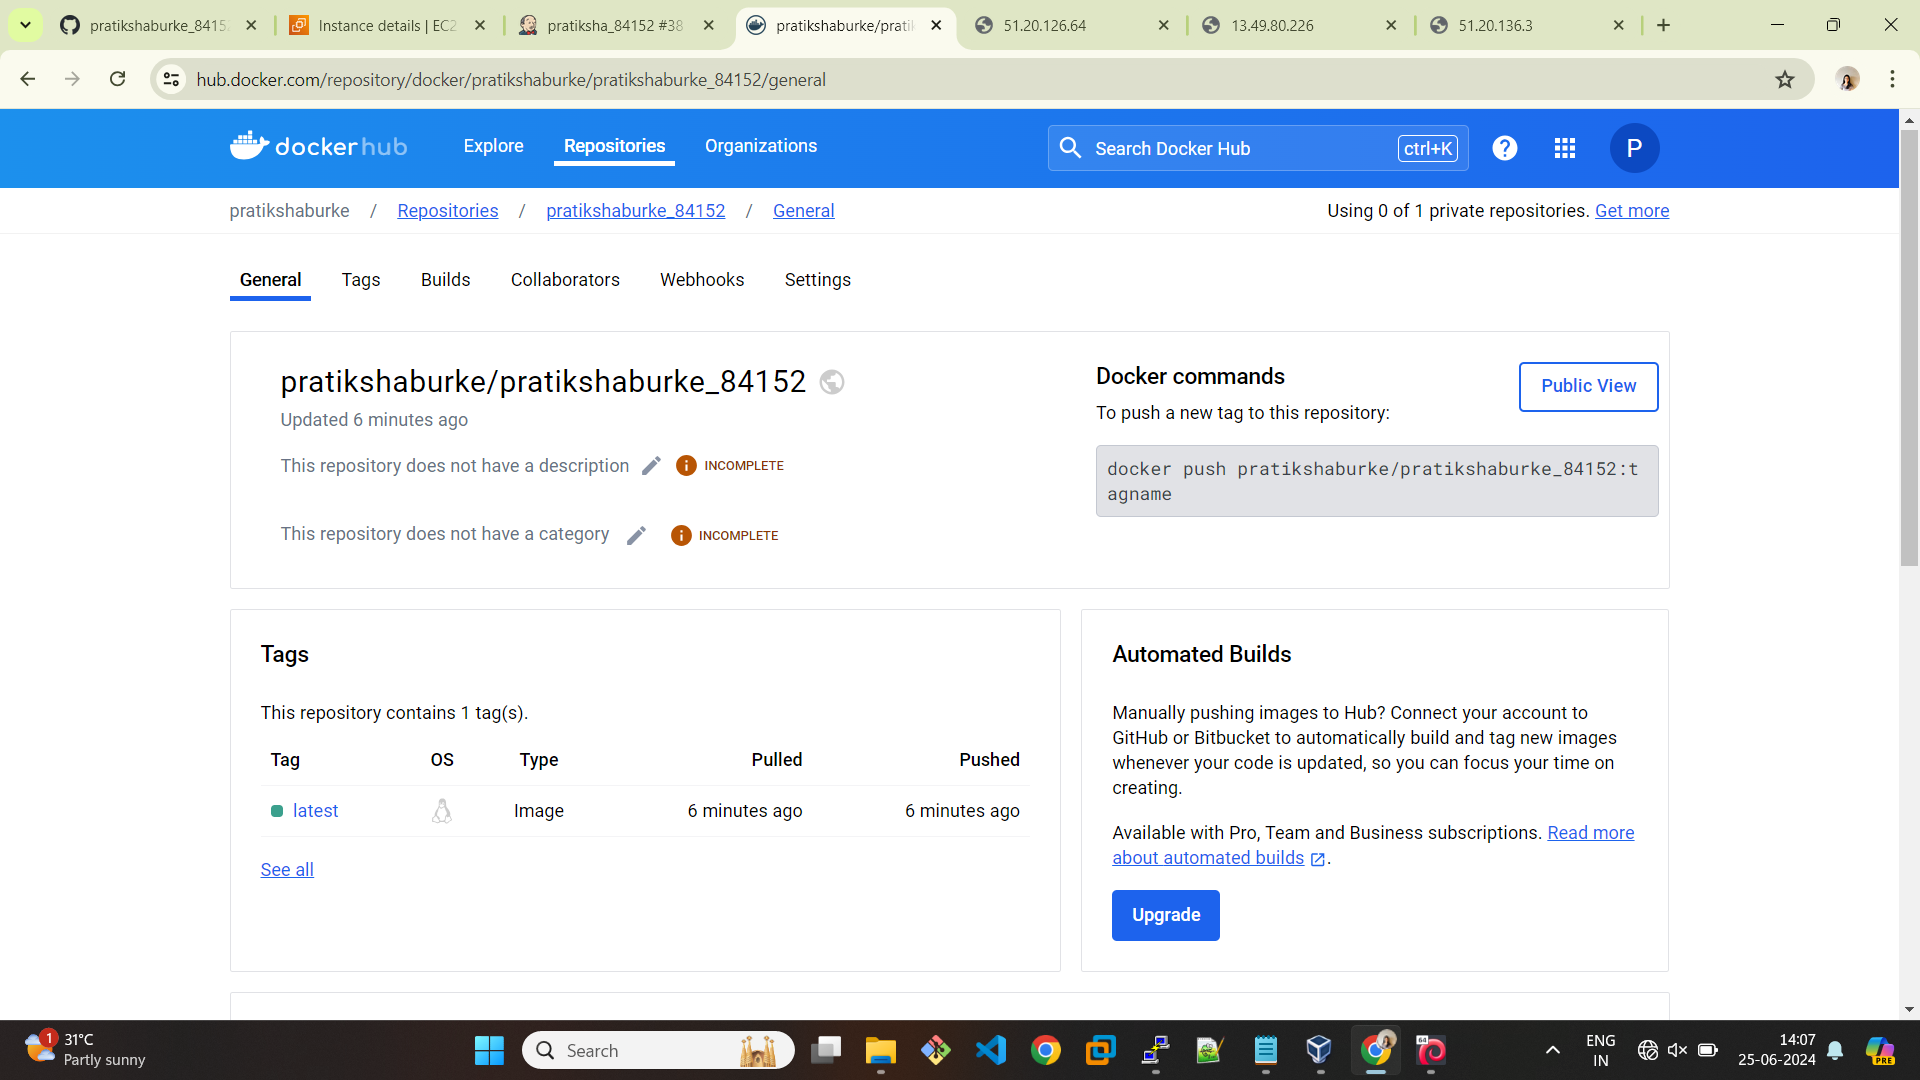 pratikshaburke_8415
Instance details | EC2
pratiksha_84152 #38
pratikshaburke/prati
51.20.126.64
13.49.80.226
51.20.136.3
hub.docker.com/repository/docker/pratikshaburke/pratikshaburke_84152/general
dockerhub
Explore
Repositories
Organizations
Search Docker Hub
ctrl+K
P
pratikshaburke / Repositories / pratikshaburke_84152 / General
Using 0 of 1 private repositories. Get more
General
Tags
Builds
Collaborators
Webhooks
Settings
pratikshaburke/pratikshaburke_84152
Updated 6 minutes ago
This repository does not have a description
INCOMPLETE
This repository does not have a category
INCOMPLETE
Docker commands
To push a new tag to this repository:
Public View
docker push pratikshaburke/pratikshaburke_84152:t
agname
Tags
This repository contains 1 tag(s).
Tag OS Type Pulled Pushed
latest Image 6 minutes ago 6 minutes ago
See all
Automated Builds
Manually pushing images to Hub? Connect your account to
GitHub or Bitbucket to automatically build and tag new images
whenever your code is updated, so you can focus your time on
creating.
Available with Pro, Team and Business subscriptions. Read more
about automated builds .
Upgrade
1
31°C
Partly sunny
Search
64
ENG
IN
14:07
25-06-2024
PRE